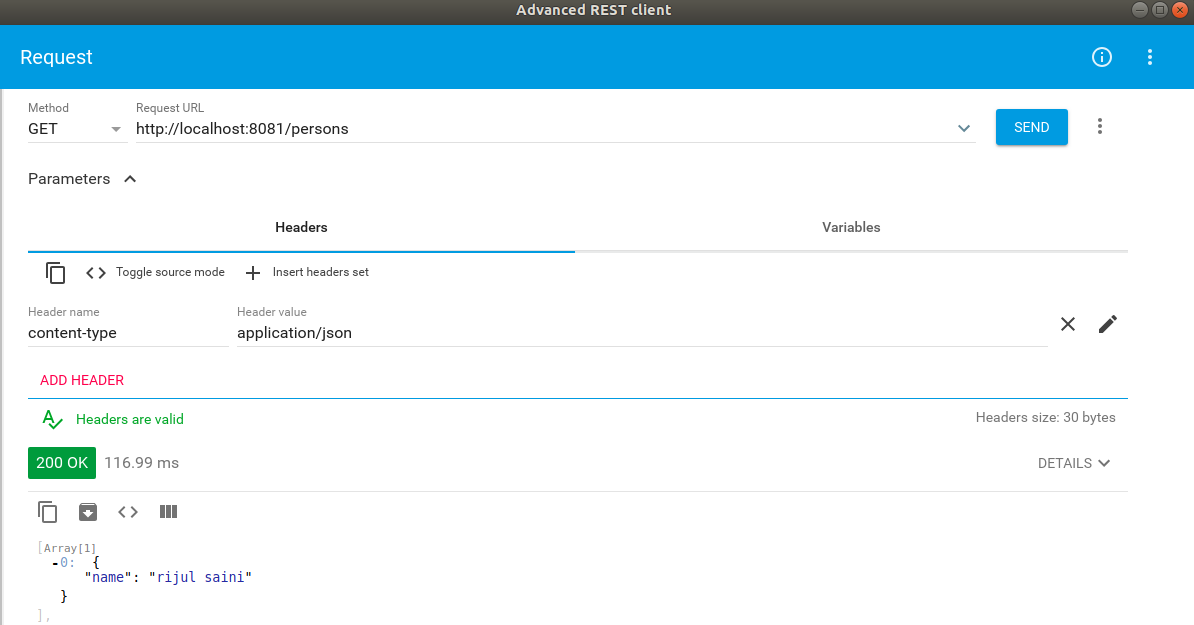 Advanced REST client
Request
Method
Request URL
GET
http://localhost:8081/persons
SEND
Parameters
Headers
Variables
Toggle source mode
Insert headers set
Header name
Header value
content-type
application/json
ADD HEADER
Headers are valid
Headers size: 30 bytes
200 OK
116.99 ms
DETAILS
[Array[1]
-0: {
"name": "rijul saini"
}
],